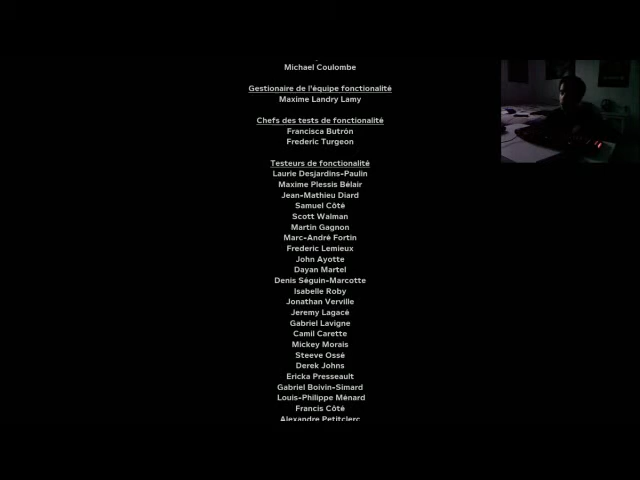 Michael Coulombe
Gestionaire de l'équipe fonctionalité
Maxime Landry Lamy
Chefs des tests de fonctionalité
Francisca Butrón
Frederic Turgeon
Testeurs de fonctionalité
Laurie Desjardins-Paulin
Maxime Plessis Bélair
Jean-Mathieu Diard
Samuel Côté
Scott Walman
Martin Gagnon
Marc-André Fortin
Frederic Lemieux
John Ayotte
Dayan Martel
Denis Séguin-Marcotte
Isabelle Roby
Jonathan Verville
Jeremy Lagacé
Gabriel Lavigne
Camil Carette
Mickey Morais
Steeve Ossé
Derek Johns
Ericka Presseault
Gabriel Boivin-Simard
Louis-Philippe Ménard
Francis Côté
Alexandre Petitclerc